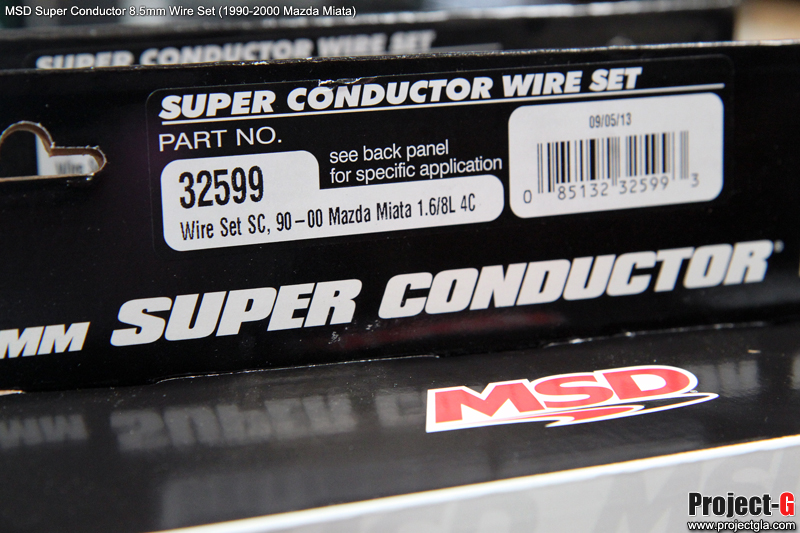 MSD Super Conductor 8.5mm Wire Set (1990-2000 Mazda Miata)
SUPER CONDUCTOR WIRE SET
SUPER CONDUCTOR WIRE SET
PART NO.
32599
see back panel
for specific application
Wire Set SC, 90-00 Mazda Miata 1.6/8L 4C
09/05/13
0 85132 32599 3
Wire
MM SUPER CONDUCTOR
MSD
MSD
Project-G
www.projectgla.com